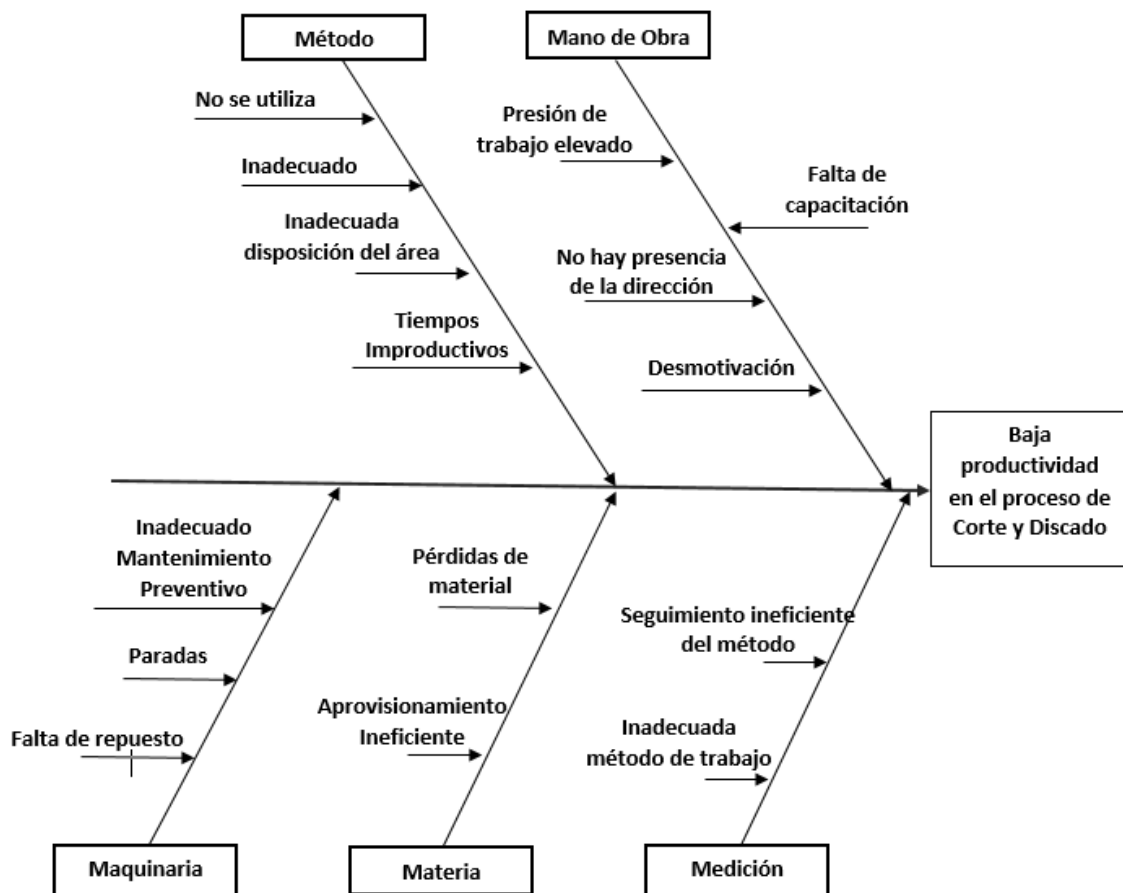 Método
Mano de Obra
No se utiliza
Inadecuado
Inadecuada
disposición del área
Tiempos
Improductivos
Presión de
trabajo elevado
Falta de
capacitación
No hay presencia
de la dirección
Desmotivación
Baja
productividad
en el proceso de
Corte y Discado
Inadecuado
Mantenimiento
Preventivo
Paradas
Falta de repuesto
Pérdidas de
material
Aprovisionamiento
Ineficiente
Seguimiento ineficiente
del método
Inadecuada
método de trabajo
Maquinaria
Materia
Medición